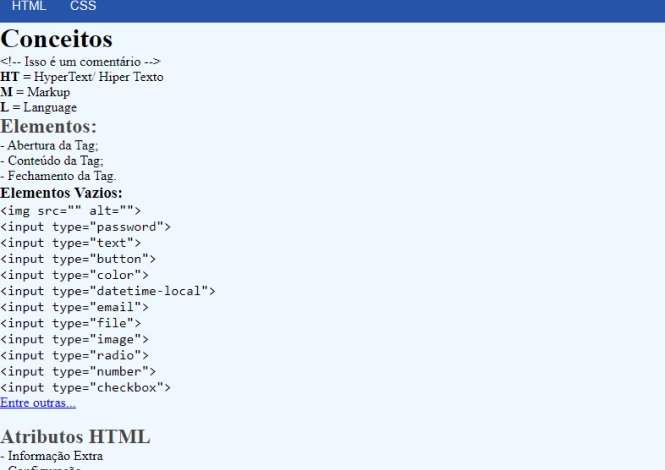 HTML CSS
Conceitos
<!-- Isso é um comentário -->
HT = HyperText/ Hiper Texto
M = Markup
L = Language
Elementos:
- Abertura da Tag;
- Conteúdo da Tag;
- Fechamento da Tag.
Elementos Vazios:
<img src="" alt="">
<input type="password">
<input type="text">
<input type="button">
<input type="color">
<input type="datetime-local">
<input type="email">
<input type="file">
<input type="image">
<input type="radio">
<input type="number">
<input type="checkbox">
Entre outras...
Atributos HTML
- Informação Extra
- Configuração